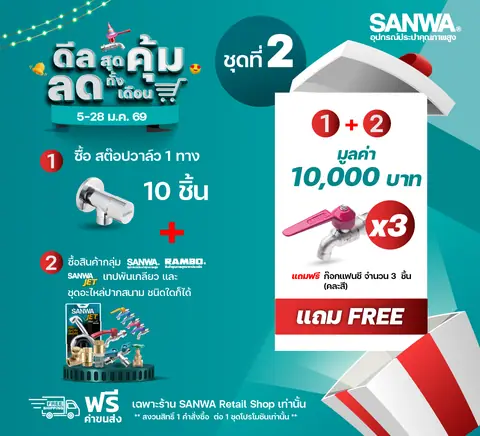 SANWA®
อุปกรณ์ประปาคุณภาพสูง
ดีลสุดคุ้ม
ลดทั้งเดือน
5-28 ม.ค. 69
ชุดที่ 2
1 ซื้อ สต๊อปวาล์ว 1 ทาง
10 ชิ้น
+
2 ซื้อสินค้ากลุ่ม SANWA® RAMBO®
SANWA JET เทปพันเกลียว และ
ชุดอะไหล่ปากสนาม ชนิดใดก็ได้
SANWA
JET
1 + 2
มูลค่า
10,000 บาท
x3
แถมฟรี ก๊อกแฟนซี จำนวน 3 ชิ้น
(คละสี)
แถม FREE
FREE
SHIPPING
ฟรี
ค่าขนส่ง
เฉพาะร้าน SANWA Retail Shop เท่านั้น
** สงวนสิทธิ์ 1 คำสั่งซื้อ ต่อ 1 ชุดโปรโมชันเท่านั้น **